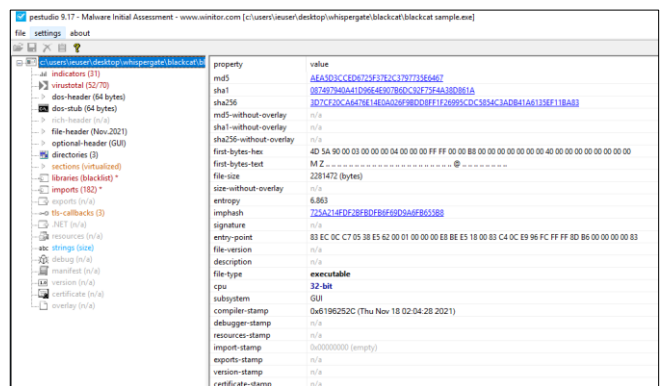 pestudio 9.17 - Malware Initial Assessment - www.winitor.com [c:\users\ieuser\desktop\whispergate\blackcat\blackcat sample.exe]
file settings about
c:\users\ieuser\desktop\whispergate\blackcat\bl
indicators (31)
virustotal (52/70)
dos-header (64 bytes)
dos-stub (64 bytes)
rich-header (n/a)
file-header (Nov.2021)
optional-header (GUI)
directories (3)
sections (virtualized)
libraries (blacklist) *
imports (182) *
exports (n/a)
tls-callbacks (3)
.NET (n/a)
resources (n/a)
abc strings (size)
debug (n/a)
manifest (n/a)
1.0 version (n/a)
certificate (n/a)
overlay (n/a)
property value
md5 AEA5D3CCED6725F37E2C3797735E6467
sha1 087497940A41D96E4E907B6DC92F75F4A38D861A
sha256 3D7CF20CA6476E14E0A026F9BDD8FF1F26995CDC5854C3ADB41A6135EF11BA83
md5-without-overlay n/a
sha1-without-overlay n/a
sha256-without-overlay n/a
first-bytes-hex 4D 5A 90 00 03 00 00 00 04 00 00 00 FF FF 00 00 B8 00 00 00 00 00 00 00 40 00 00 00 00 00 00 00
first-bytes-text M Z .. .. .. .. .. .. .. .. .. .. .. .. .. .. .. .. .. .. .. .. @ .. .. .. .. .. .. ..
file-size 2281472 (bytes)
size-without-overlay n/a
entropy 6.863
imphash 725A214FDF2BFBDFB6F69D9A6FB655B8
signature n/a
entry-point 83 EC 0C C7 05 38 E5 62 00 01 00 00 00 E8 BE E5 18 00 83 C4 0C E9 96 FC FF FF 8D B6 00 00 00 00 83
file-version n/a
description n/a
file-type executable
cpu 32-bit
subsystem GUI
compiler-stamp 0x6196252C (Thu Nov 18 02:04:28 2021)
debugger-stamp n/a
resources-stamp n/a
import-stamp 0x00000000 (empty)
exports-stamp n/a
version-stamp n/a
certificate-stamp n/a